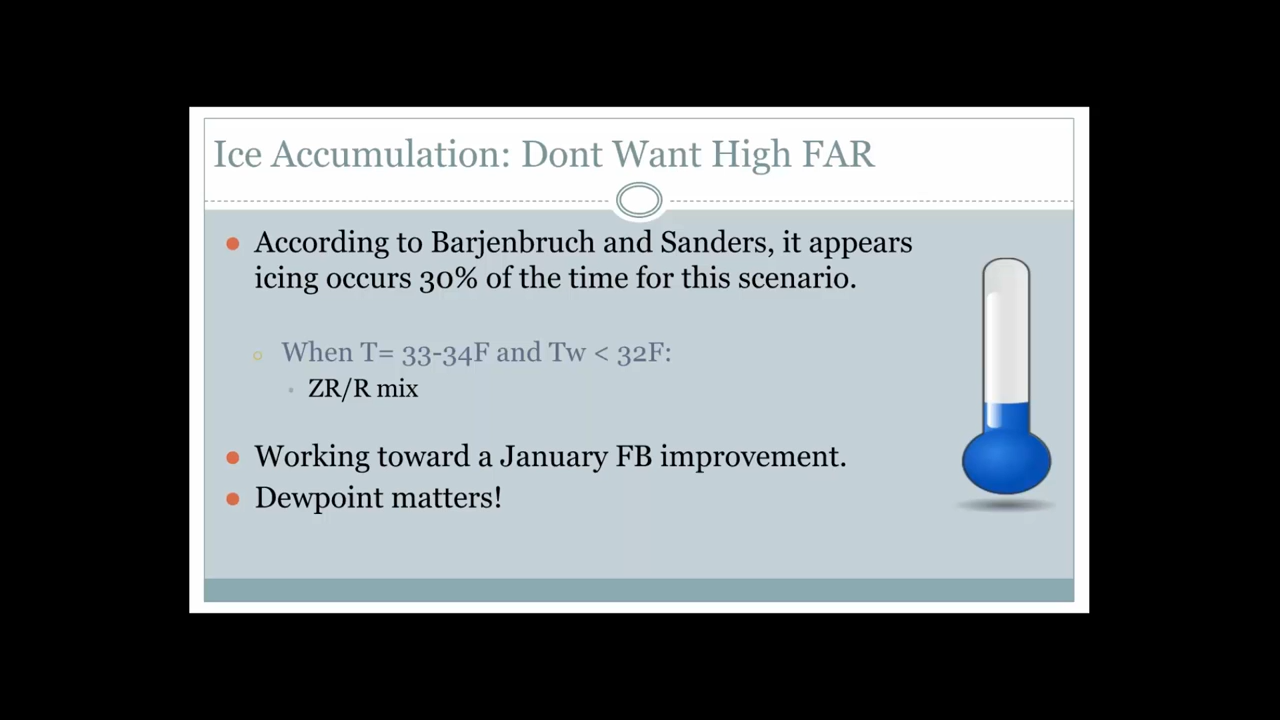 Ice Accumulation: Dont Want High FAR
According to Barjenbruch and Sanders, it appears
icing occurs 30% of the time for this scenario.
When T= 33-34F and Tw < 32F:
ZR/R mix
Working toward a January FB improvement.
Dewpoint matters!